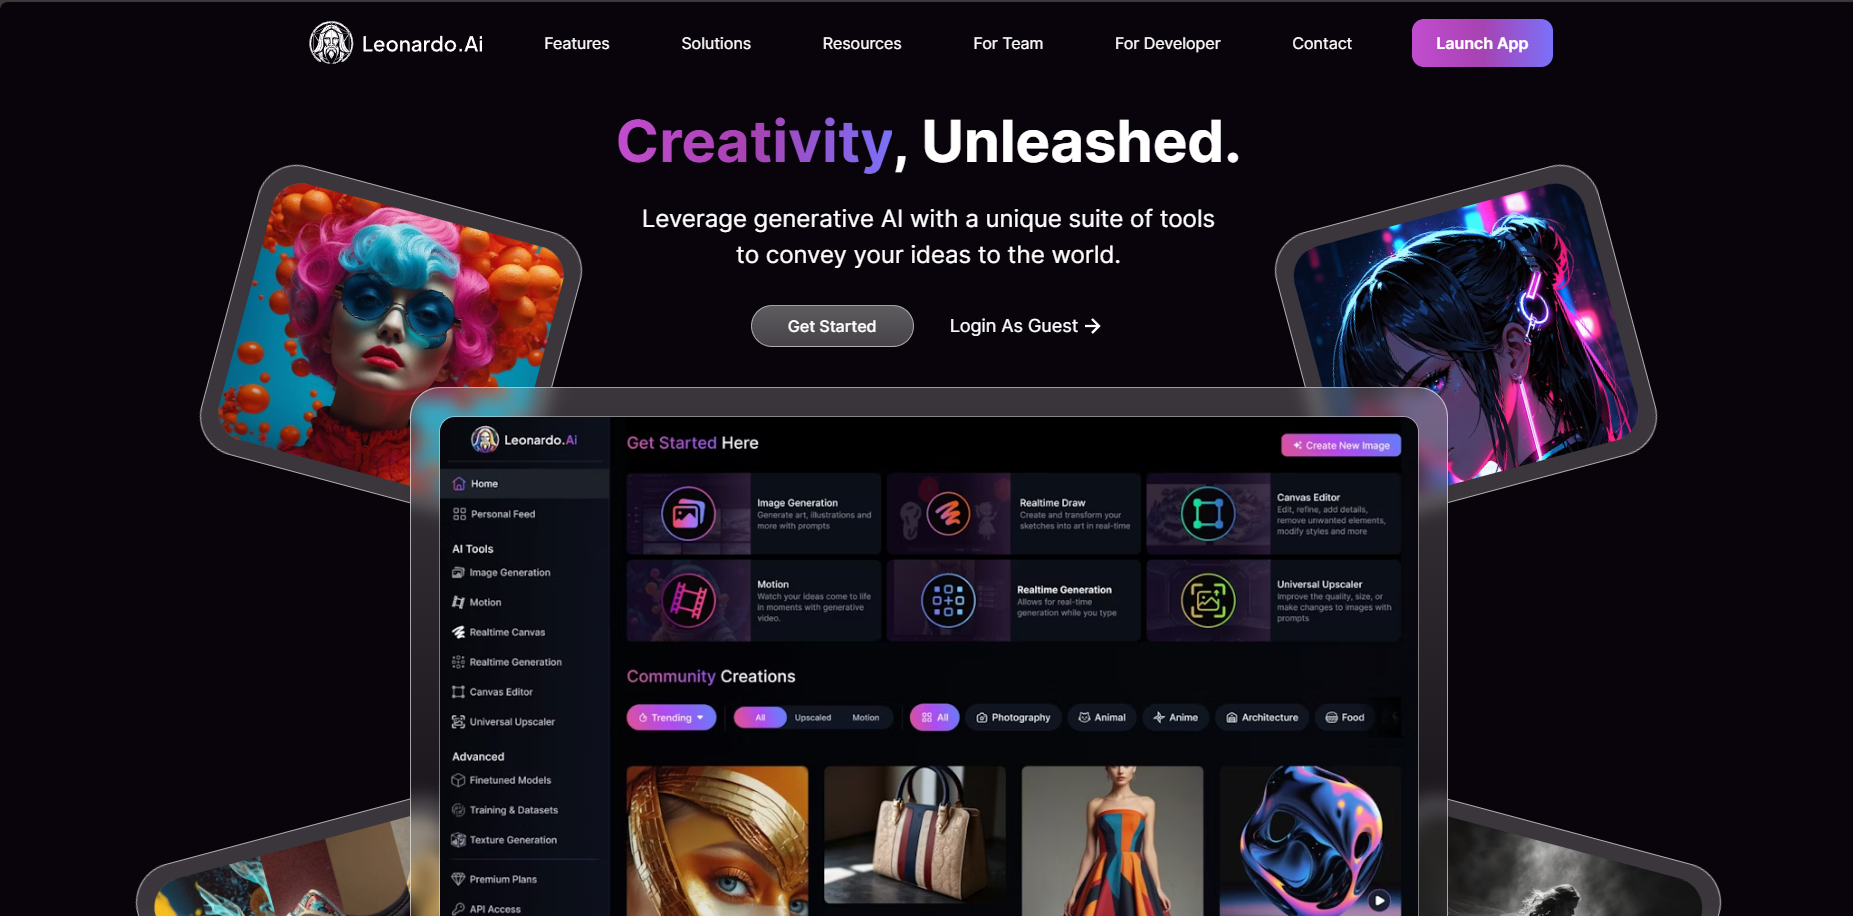 Leonardo.Ai
Features
Solutions
Resources
For Team
For Developer
Contact
Launch App
Creativity, Unleashed.
Leverage generative AI with a unique suite of tools
to convey your ideas to the world.
Get Started
Login As Guest →
Leonardo.Ai
Home
Personal Feed
AI Tools
Image Generation
Motion
Realtime Canvas
Realtime Generation
Canvas Editor
Universal Upscaler
Advanced
Finetuned Models
Training & Datasets
Texture Generation
Premium Plans
API Access
Get Started Here
Create New Image
Image Generation
Generate art, illustrations and
more with prompts
Realtime Draw
Create and transform your
sketches into art in real-time
Canvas Editor
Edit, refine, add details,
remove unwanted elements,
modify styles and more
Motion
Watch your ideas come to life
in moments with generative
video.
Realtime Generation
Allows for real-time
generation while you type
Universal Upscaler
Improve the quality, size, or
make changes to images with
prompts
Community Creations
Trending
All
Upscaled
Motion
All
Photography
Animal
Anime
Architecture
Food